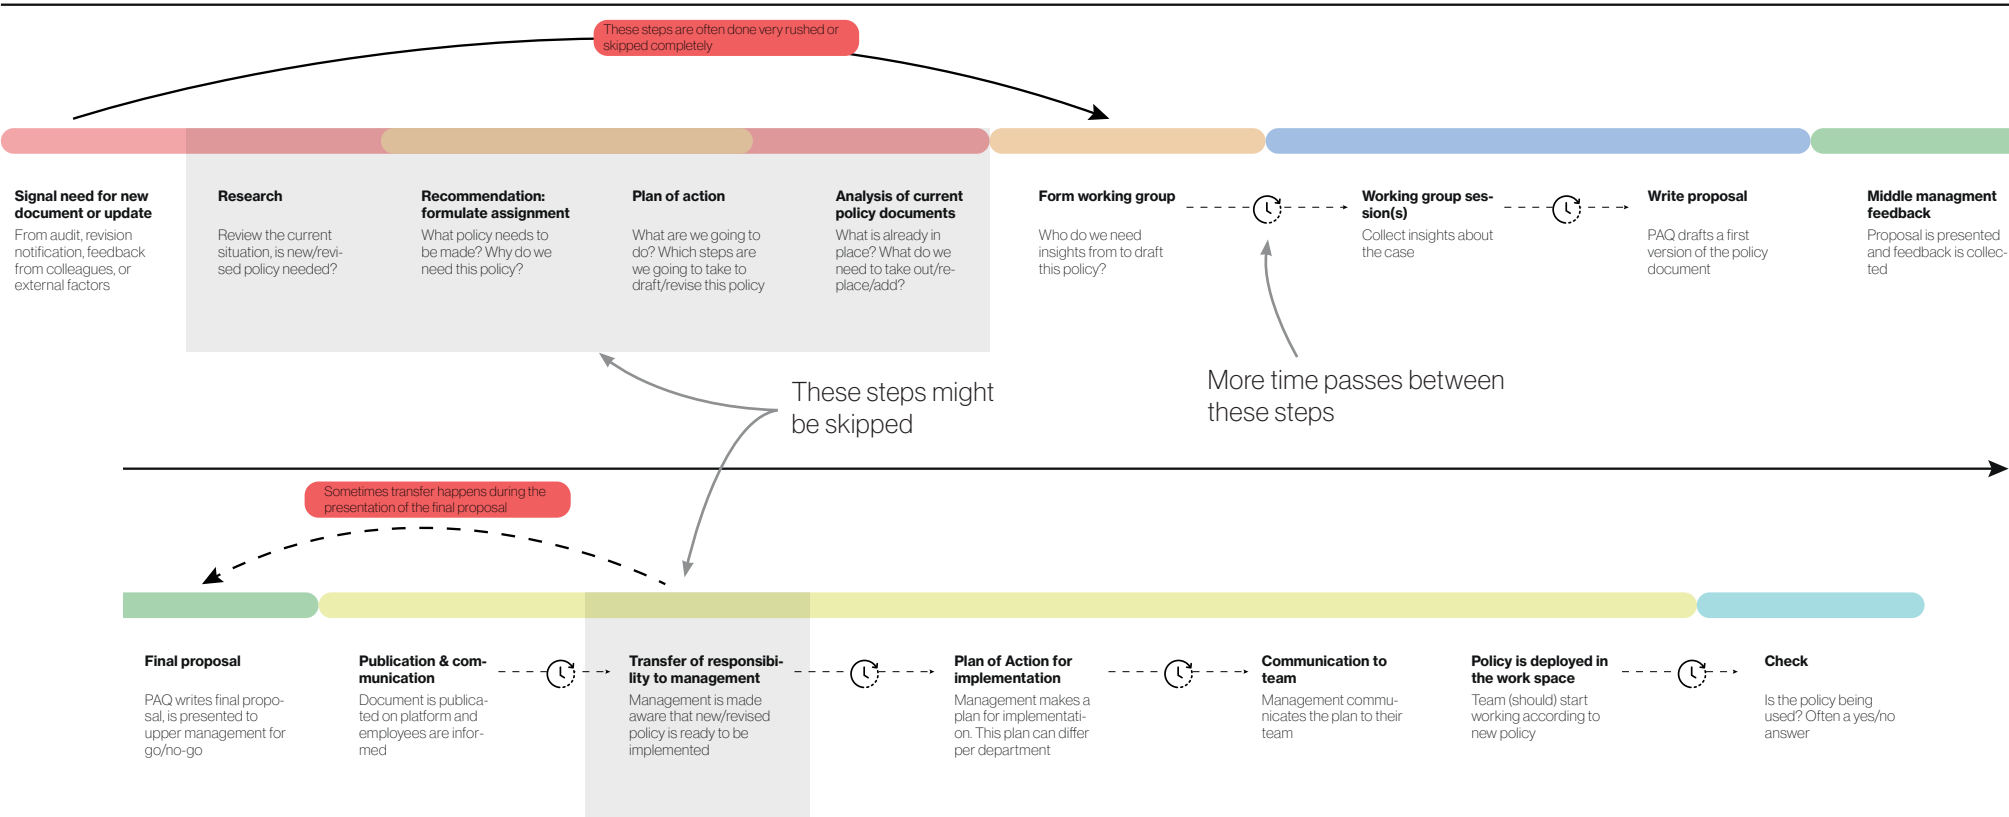 These steps are often done very rushed or
skipped completely
Signal need for new
document or update
From audit, revision
notification, feedback
from colleagues, or
external factors
Research
Review the current
situation, is new/revi-
sed policy needed?
Recommendation:
formulate assignment
What policy needs to
be made? Why do we
need this policy?
Plan of action
What are we going to
do? Which steps are
we going to take to
draft/revise this policy
Analysis of current
policy documents
What is already in
place? What do we
need to take out/re-
place/add?
Form working group
Who do we need
insights from to draft
this policy?
Working group ses-
sion(s)
Collect insights about
the case
Write proposal
PAQ drafts a first
version of the policy
document
Middle managment
feedback
Proposal is presented
and feedback is collec-
ted
These steps might
be skipped
More time passes between
these steps
Sometimes transfer happens during the
presentation of the final proposal
Final proposal
PAQ writes final propo-
sal, is presented to
upper management for
go/no-go
Publication & com-
munication
Document is publica-
ted on platform and
employees are infor-
med
Transfer of responsibi-
lity to management
Management is made
aware that new/revised
policy is ready to be
implemented
Plan of Action for
implementation
Management makes a
plan for implementati-
on. This plan can differ
per department
Communication to
team
Management commu-
nicates the plan to their
team
Policy is deployed in
the work space
Team (should) start
working according to
new policy
Check
Is the policy being
used? Often a yes/no
answer